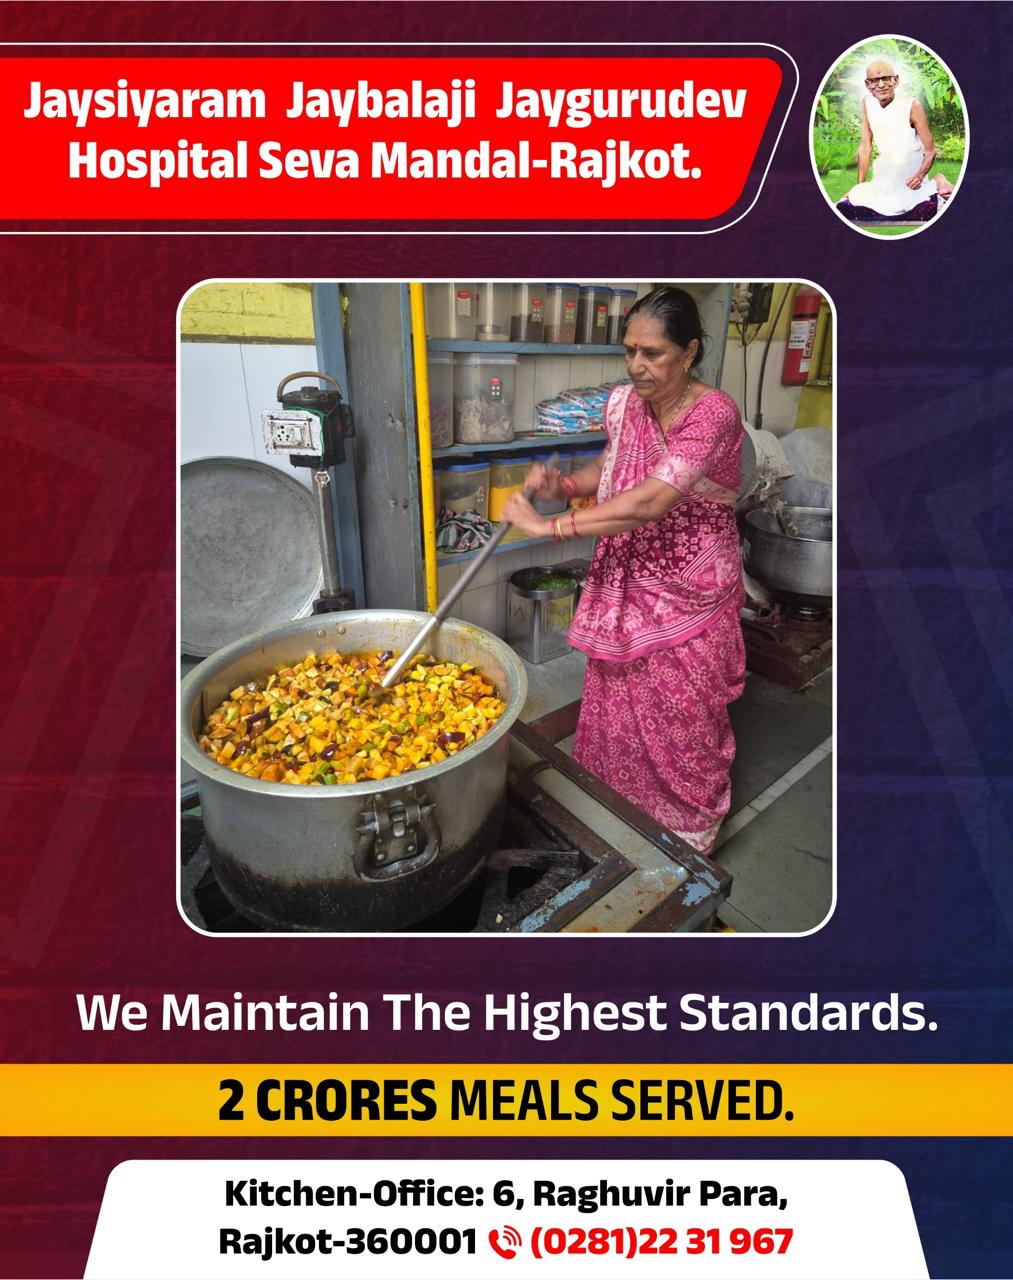 Jaysiyaram Jaybalaji Jaygurudev
Hospital Seva Mandal-Rajkot.
We Maintain The Highest Standards.
2 CRORES MEALS SERVED.
Kitchen-Office: 6, Raghuvir Para,
Rajkot-360001 (0281)22 31 967